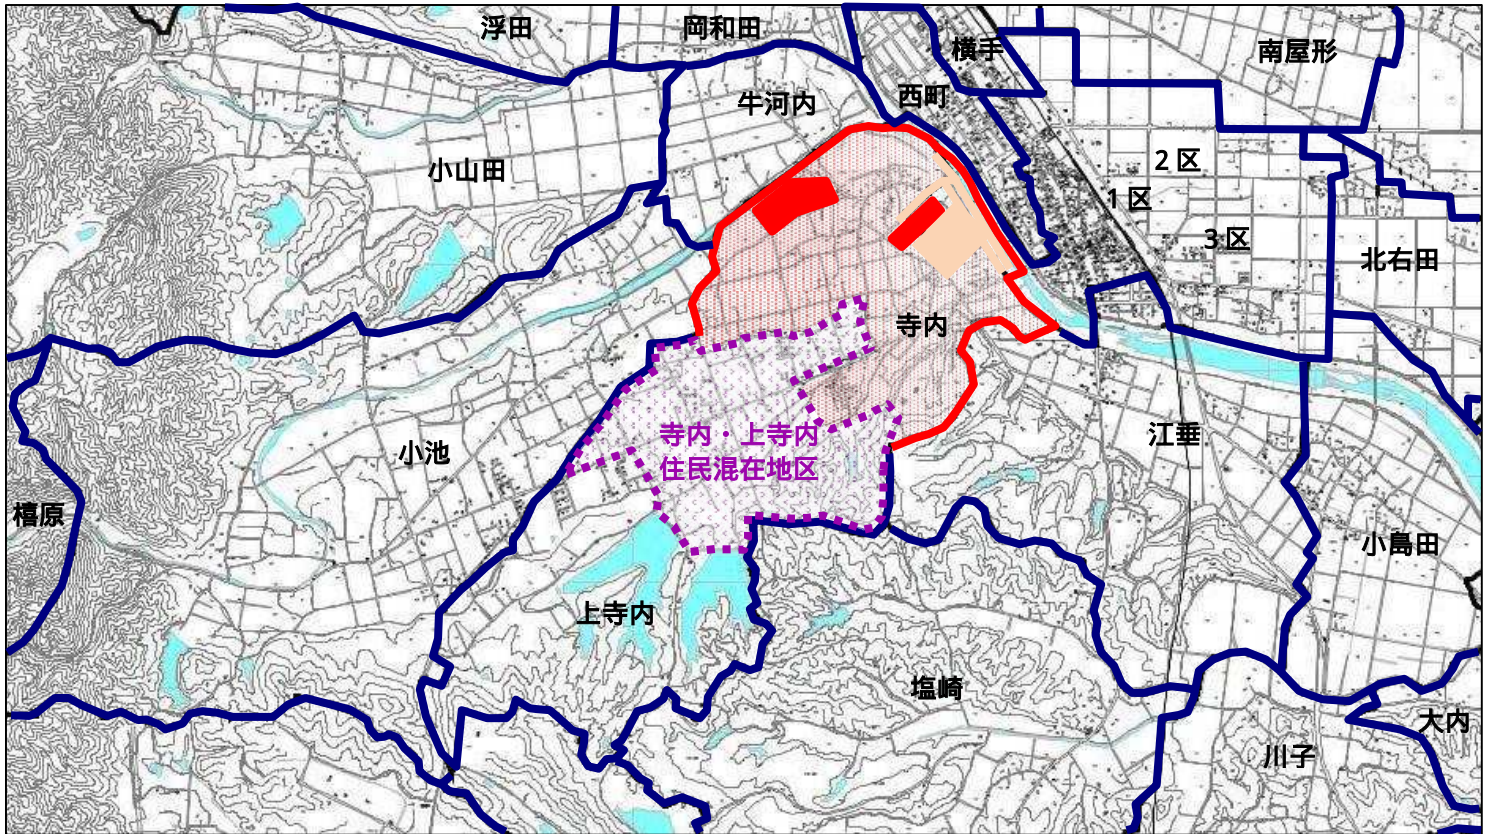 浮田
岡和田
横手
南屋形
西町
牛河内
小山田
2区
1区
3区
北右田
寺内
寺内・上寺内
住民混在地区
江垂
小池
橲原
小島田
上寺内
塩崎
大内
川子